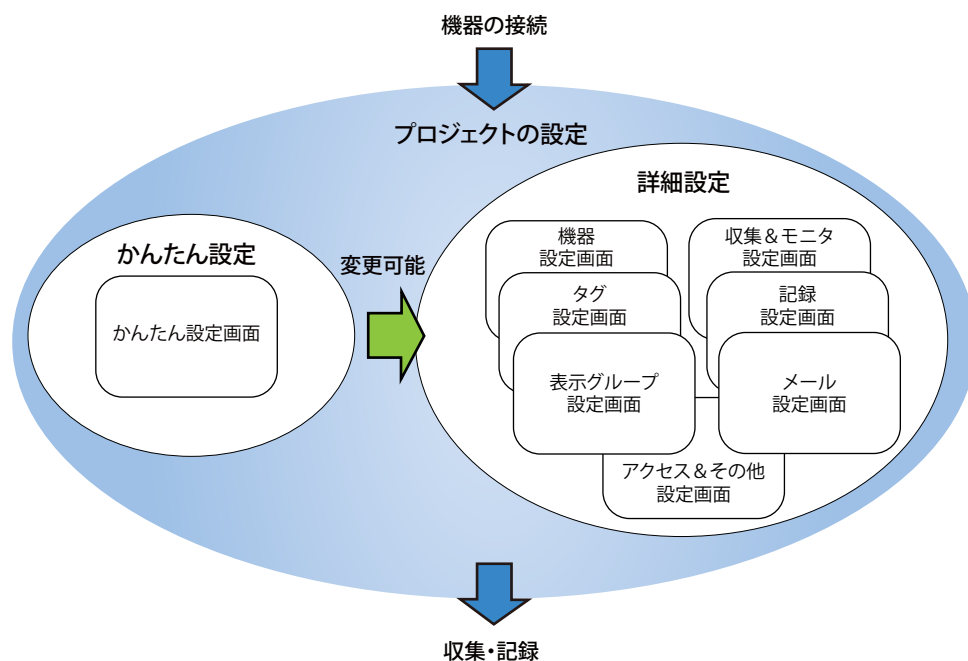 機器の接続
プロジェクトの設定
かんたん設定
かんたん設定画面
変更可能
詳細設定
機器
設定画面
収集＆モニタ
設定画面
タグ
設定画面
記録
設定画面
表示グループ
設定画面
メール
設定画面
アクセス＆その他
設定画面
収集・記録